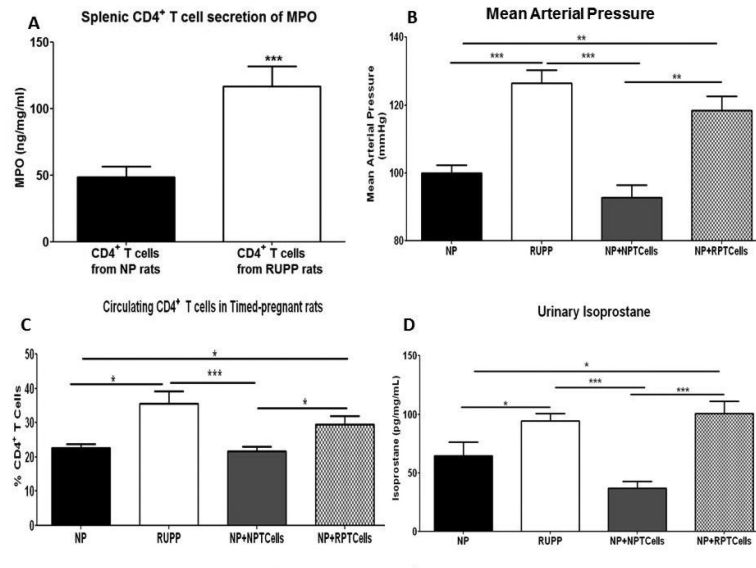 A
Splenic CD4+ T cell secretion of MPO
***
MPO (ng/mg/ml)
150
100
50
0
CD4+ T cells
from NP rats
CD4+ T cells
from RUPP rats
B
Mean Arterial Pressure
**
***
***
**
Mean Arterial Pressure
(mmHg)
140
120
100
80
NP
RUPP
NP+NPTCells
NP+RPTCells
C
Circulating CD4+ T cells in Timed-pregnant rats
*
*
***
*
% CD4+ T Cells
50
40
30
20
10
0
NP
RUPP
NP+NPTCells
NP+RPTCells
D
Urinary Isoprostane
*
*
***
***
Isoprostane (pg/mg/mL)
150
100
50
0
NP
RUPP
NP+NPTCells
NP+RPTCells